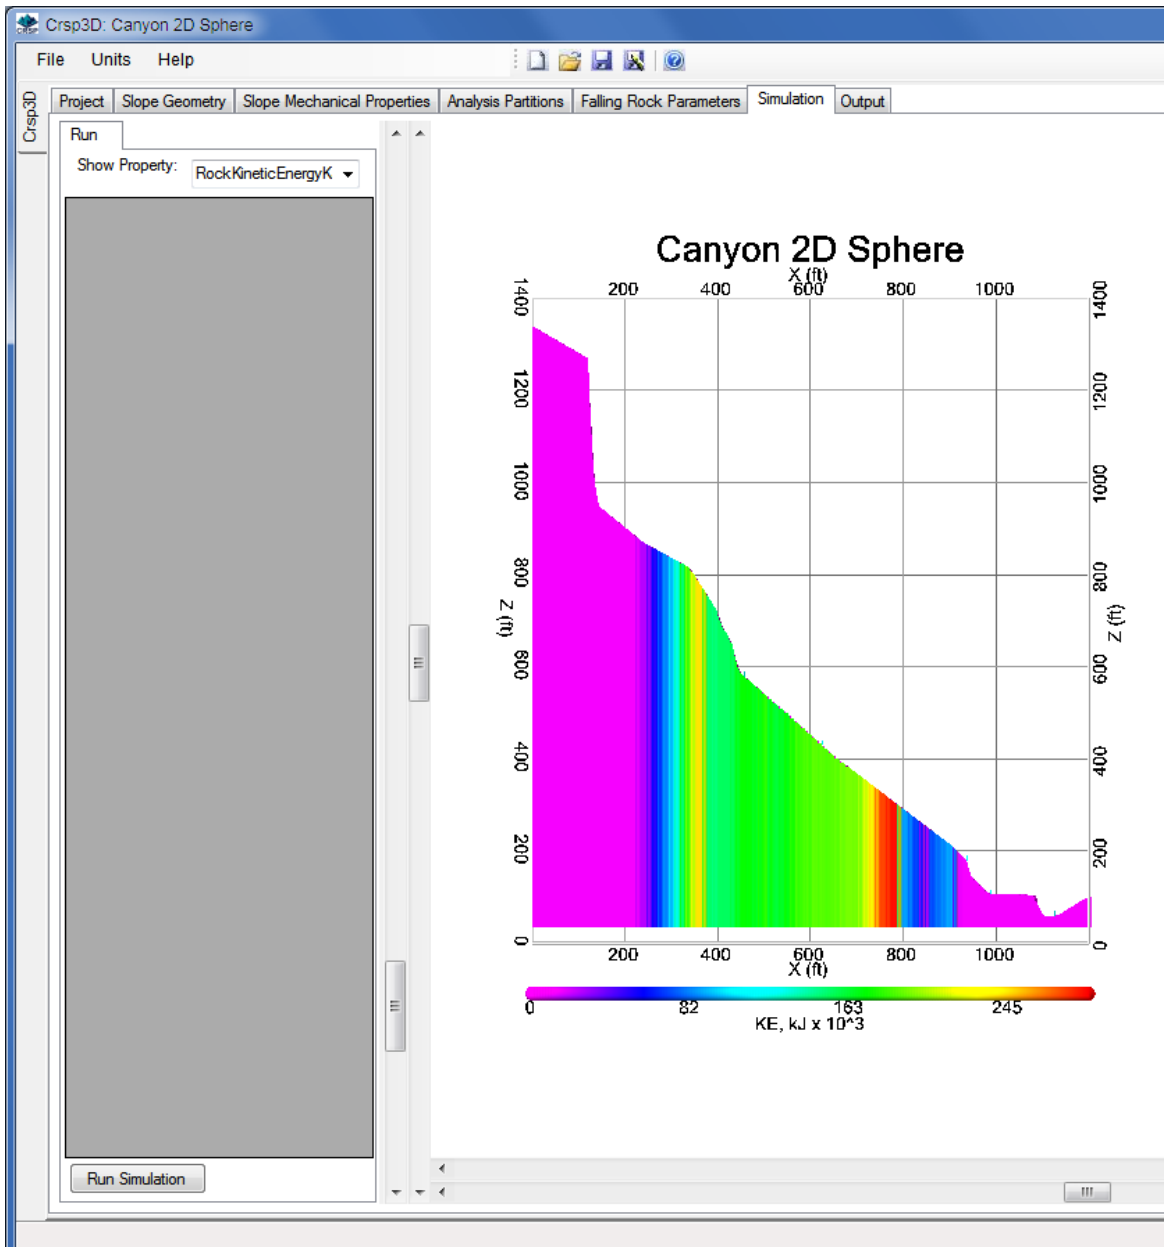 Crsp3D: Canyon 2D Sphere
File Units Help
Crsp3D
Project Slope Geometry Slope Mechanical Properties Analysis Partitions Falling Rock Parameters Simulation Output
Run
Show Property: RockKineticEnergyK
Canyon 2D Sphere
X (ft)
200 400 600 800 1000
1400 1400
1200 1200
1000 1000
800 800
Z (ft) Z (ft)
600 600
400 400
200 200
0 0
200 400 600 800 1000
X (ft)
0 82 163 245
KE, kJ x 10^3
Run Simulation